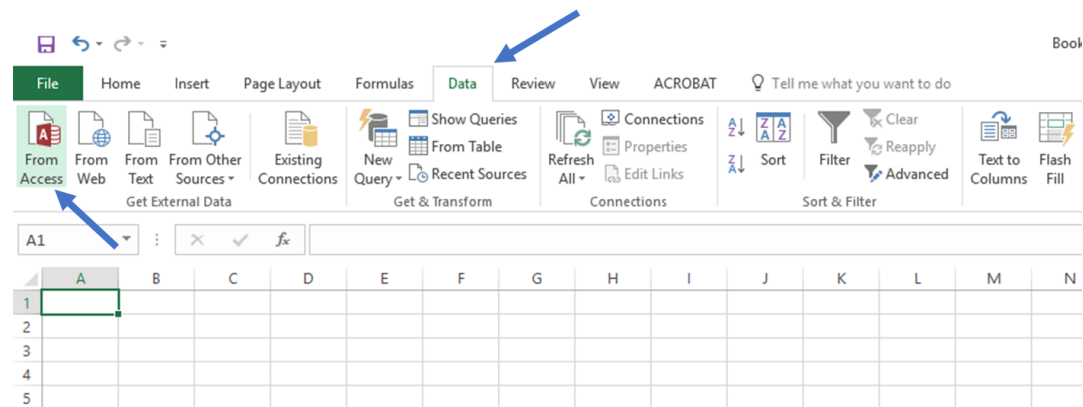 Book
File Home Insert Page Layout Formulas Data Review View ACROBAT Tell me what you want to do
From Access
From Web
From Text
From Other Sources
Get External Data
Existing Connections
New Query
Show Queries
From Table
Recent Sources
Get & Transform
Refresh All
Connections
Properties
Edit Links
Connections
A Z
Z A
Z A A Z
Sort
Filter
Clear
Reapply
Advanced
Sort & Filter
Text to Columns
Flash Fill
A1 fx
A B C D E F G H I J K L M N
1
2
3
4
5